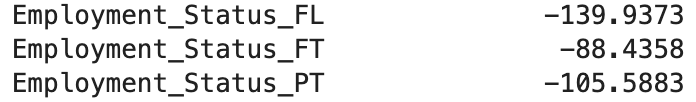 Employment_Status_FL -139.9373
Employment_Status_FT -88.4358
Employment_Status_PT -105.5883